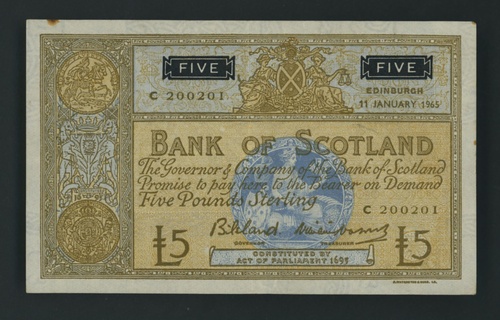 FIVE FIVE
C 200201
EDINBURGH
11 JANUARY 1965
BANK OF SCOTLAND
The Governor & Company of the Bank of Scotland
Promise to pay here to the Bearer on Demand
Five Pounds Sterling
C 200201
£5 £5
GOVERNOR TREASURER
CONSTITUTED BY
ACT OF PARLIAMENT 1695